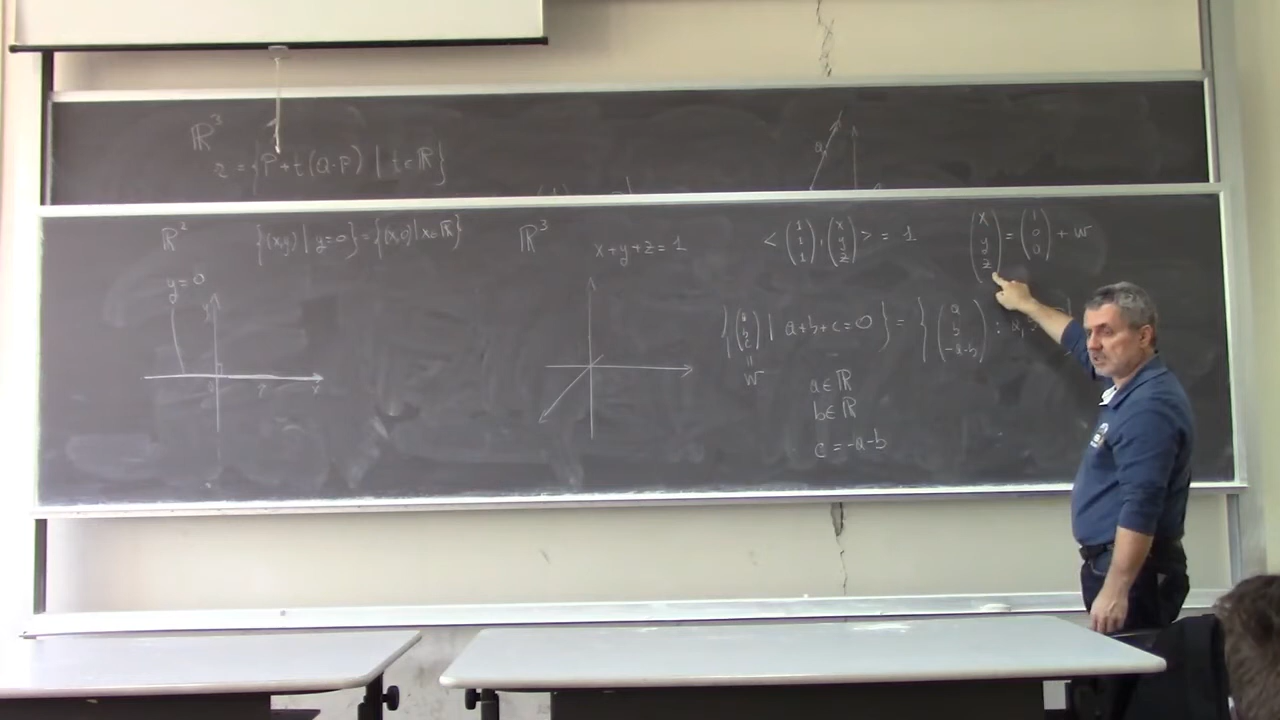 ℝ³
r = {P + t(Q-P) | t∈ℝ}
a
ℝ²
{(x,y) | y=0} = {(x,0) | x∈ℝ}
y=0
y
x
ℝ³
x+y+z=1
< (1 1 1), (x y z) > = 1
(x y z) = (1 0 0) + w
{(a b c) | a+b+c=0} = {(a b -a-b) : a,
=
W
a∈ℝ
b∈ℝ
c=-a-b